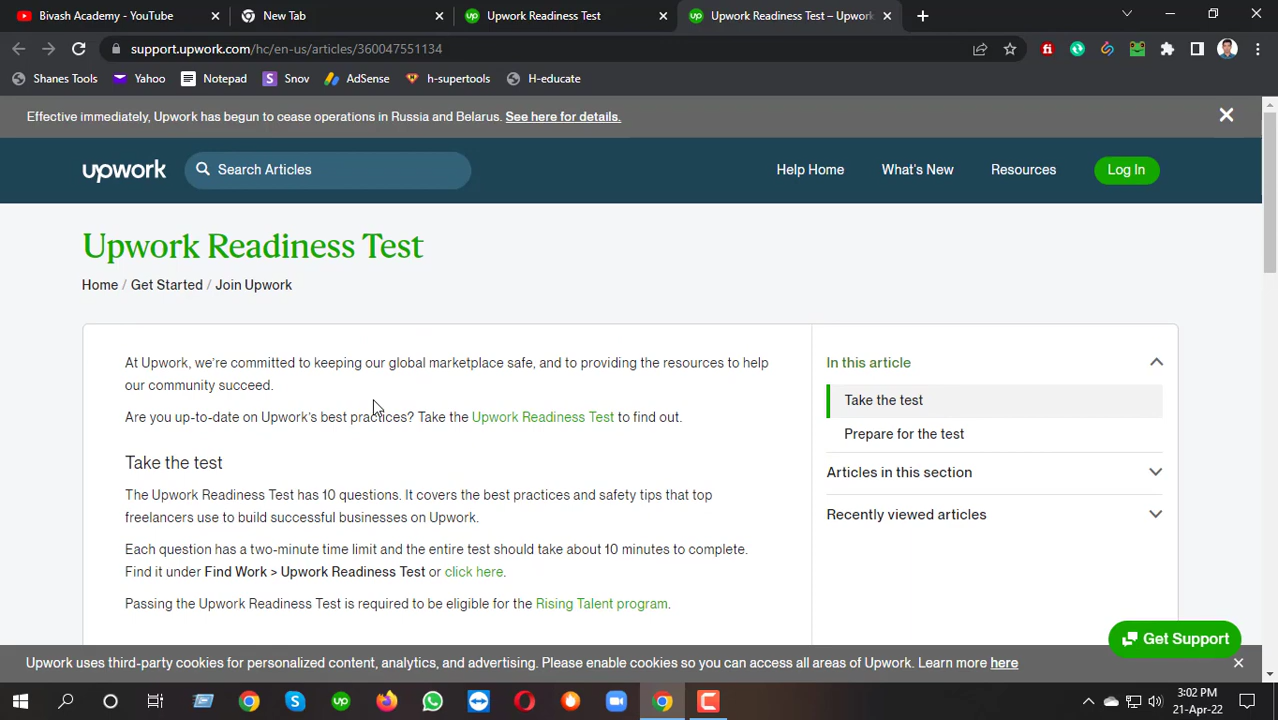 Bivash Academy - YouTube
New Tab
Upwork Readiness Test
Upwork Readiness Test – Upwork
support.upwork.com/hc/en-us/articles/360047551134
Shanes Tools
Yahoo
Notepad
Snov
AdSense
h-supertools
H-educate
Effective immediately, Upwork has begun to cease operations in Russia and Belarus. See here for details.
upwork
Search Articles
Help Home
What's New
Resources
Log In
Upwork Readiness Test
Home / Get Started / Join Upwork
At Upwork, we're committed to keeping our global marketplace safe, and to providing the resources to help
our community succeed.
Are you up-to-date on Upwork's best practices? Take the Upwork Readiness Test to find out.
Take the test
The Upwork Readiness Test has 10 questions. It covers the best practices and safety tips that top
freelancers use to build successful businesses on Upwork.
Each question has a two-minute time limit and the entire test should take about 10 minutes to complete.
Find it under Find Work > Upwork Readiness Test or click here.
Passing the Upwork Readiness Test is required to be eligible for the Rising Talent program.
In this article
Take the test
Prepare for the test
Articles in this section
Recently viewed articles
Get Support
Upwork uses third-party cookies for personalized content, analytics, and advertising. Please enable cookies so you can access all areas of Upwork. Learn more here
3:02 PM
21-Apr-22